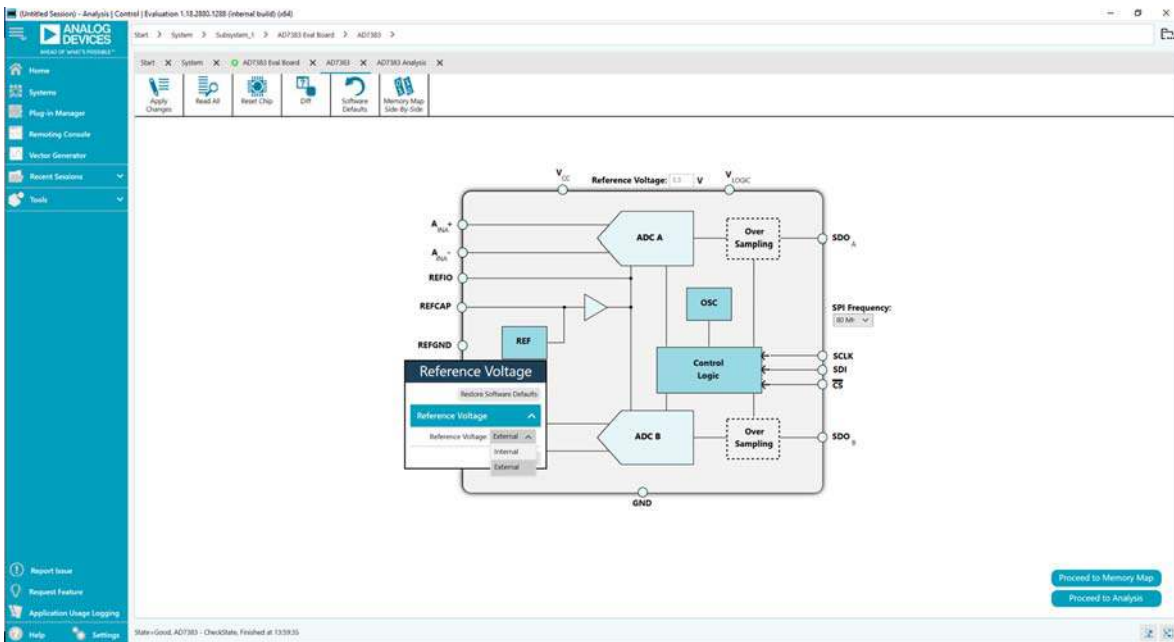 (Untitled Session) - Analysis | Control | Evaluation 1.18.2880.1288 (internal build) (x64)
ANALOG
DEVICES
AHEAD OF WHAT'S POSSIBLE™
Start > System > Subsystem_1 > AD7383 Eval Board > AD7383 >
Start System AD7383 Eval Board AD7383 AD7383 Analysis
Apply Changes
Read All
Reset Chip
Diff
Software Defaults
Memory Map Side-By-Side
Home
Systems
Plug-in Manager
Remoting Console
Vector Generator
Recent Sessions
Tools
VCC
Reference Voltage: 3.3 V
VLOGIC
AINA+
AINA-
REFIO
REFCAP
REFGND
ADC A
Over
Sampling
SDOA
OSC
REF
SPI Frequency:
Control
Logic
SCLK
SDI
CS
Reference Voltage
Restore Software Defaults
Reference Voltage
Reference Voltage External
Internal
External
ADC B
Over
Sampling
SDOB
GND
Report Issue
Request Feature
Application Usage Logging
Help Settings
Proceed to Memory Map
Proceed to Analysis
State=Good, AD7383 - CheckState, Finished at 13:59:35